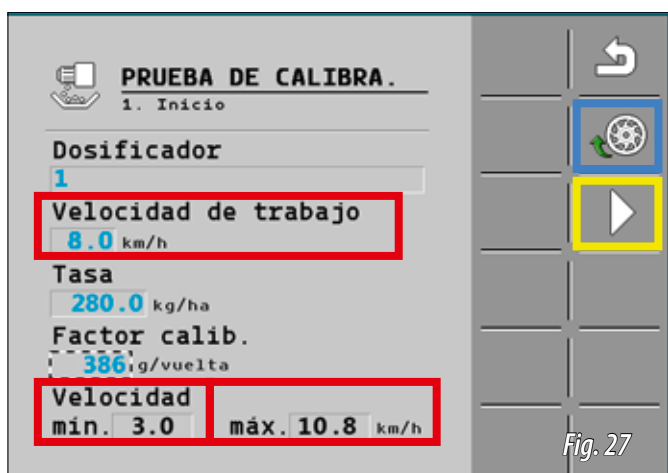 PRUEBA DE CALIBRA.
1. Inicio
Dosificador
1
Velocidad de trabajo
8.0 km/h
Tasa
280.0 kg/ha
Factor calib.
386 g/vuelta
Velocidad
mín. 3.0 máx. 10.8 km/h
Fig. 27